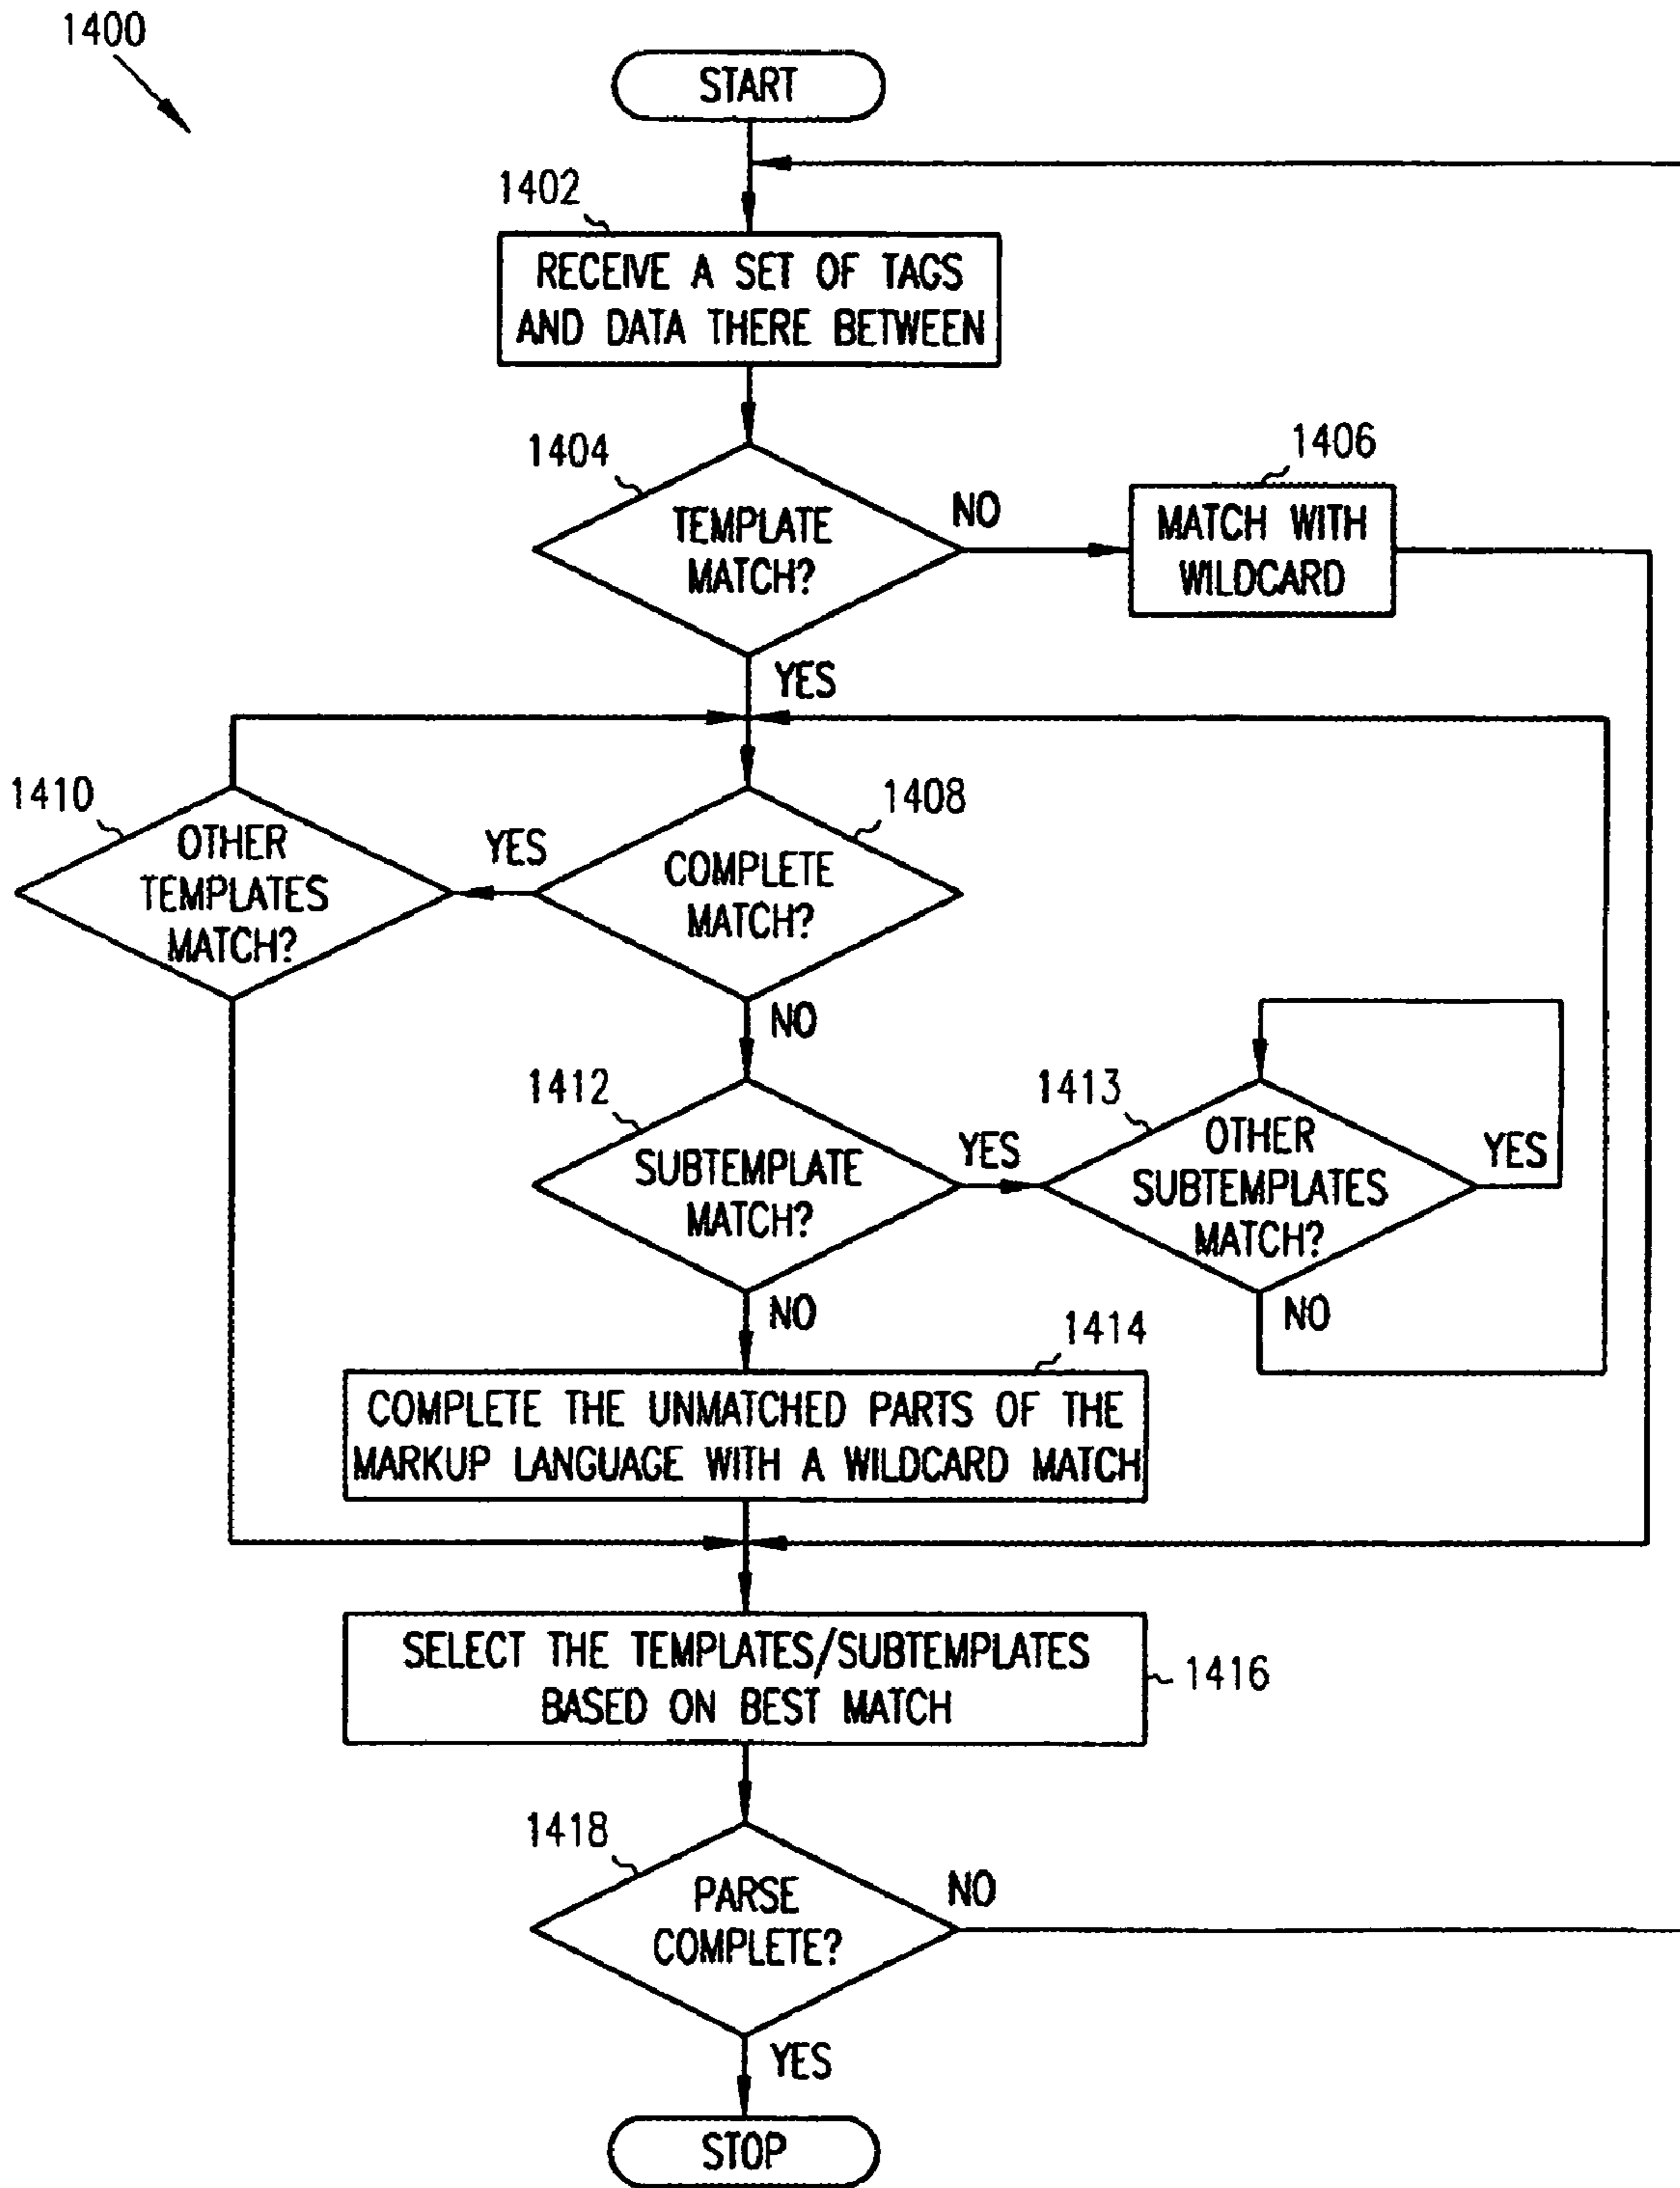 1400
START
1402
RECEIVE A SET OF TAGS
AND DATA THERE BETWEEN
1404
TEMPLATE
MATCH?
NO
1406
MATCH WITH
WILDCARD
YES
1410
OTHER
TEMPLATES
MATCH?
YES
1408
COMPLETE
MATCH?
NO
1412
SUBTEMPLATE
MATCH?
YES
1413
OTHER
SUBTEMPLATES
MATCH?
YES
NO
NO
1414
COMPLETE THE UNMATCHED PARTS OF THE
MARKUP LANGUAGE WITH A WILDCARD MATCH
SELECT THE TEMPLATES/SUBTEMPLATES
BASED ON BEST MATCH
1416
1418
PARSE
COMPLETE?
NO
YES
STOP